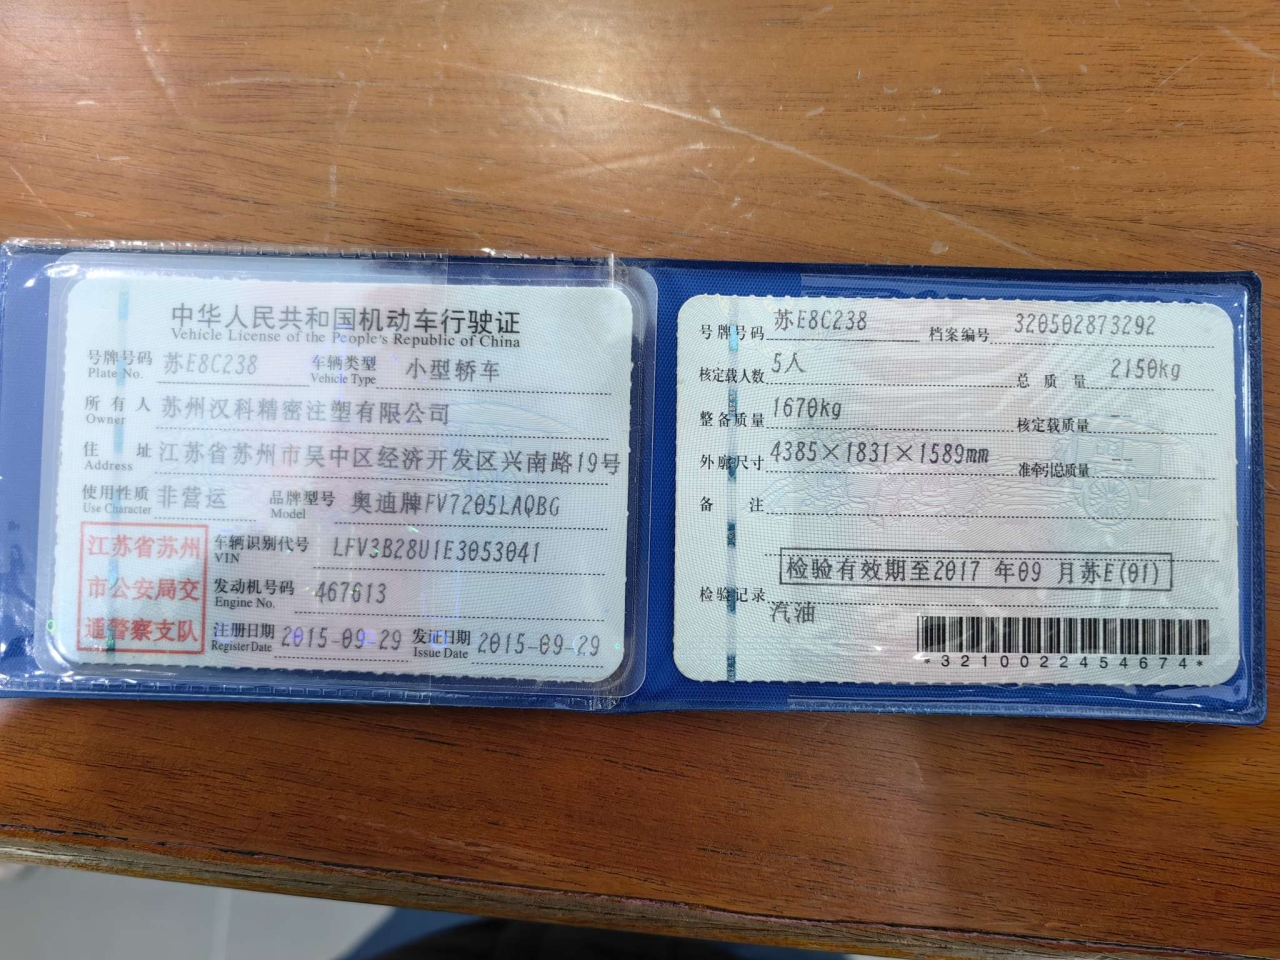 中华人民共和国机动车行驶证
Vehicle License of the People's Republic of China
号牌号码 苏E8C238 车辆类型 小型轿车
Plate No. Vehicle Type
所有人 苏州汉科精密注塑有限公司
Owner
住址 江苏省苏州市吴中区经济开发区兴南路19号
Address
使用性质 非营运 品牌型号 奥迪牌FV7205LAQBG
Use Character Model
江苏省苏州
市公安局交
通警察支队
车辆识别代号 LFV3B28U1E3053041
VIN
发动机号码 467613
Engine No.
注册日期 2015-09-29 发证日期 2015-09-29
Register Date Issue Date
号牌号码 苏E8C238 档案编号 320502873292
核定载人数 5人 总质量 2150kg
整备质量 1670kg 核定载质量 --
外廓尺寸 4385×1831×1589mm 准牵引总质量 --
备注
检验有效期至2017 年09 月苏E(01)
检验记录
汽油
*3210022454674*